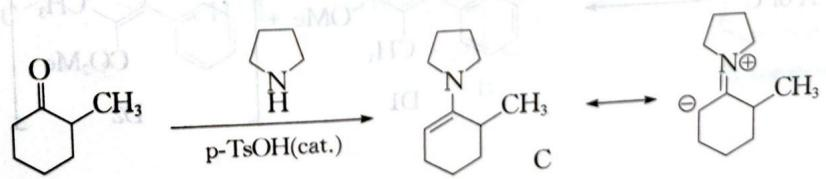 O
CH₃
N
H
p-TsOH(cat.)
N
CH₃
C
N⊕
⊖
CH₃